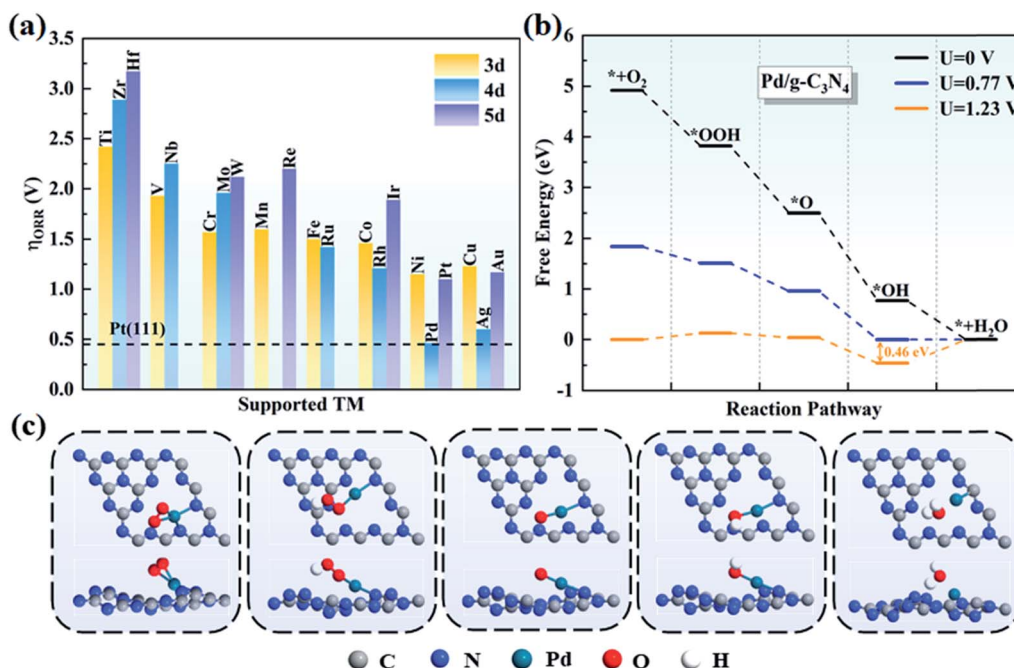 (a)
3.5
3.0
2.5
2.0
1.5
1.0
0.5
0.0
ηORR (V)
3d
4d
5d
Ti
Zr
Hf
V
Nb
Cr
Mo
W
Mn
Re
Fe
Ru
Co
Rh
Ir
Ni
Pd
Pt
Cu
Ag
Au
Pt(111)
Supported TM
(b)
6
5
4
3
2
1
0
-1
Free Energy (eV)
Pd/g-C3N4
U=0 V
U=0.77 V
U=1.23 V
*+O2
*OOH
*O
*OH
*+H2O
0.46 eV
Reaction Pathway
(c)
C N Pd O H